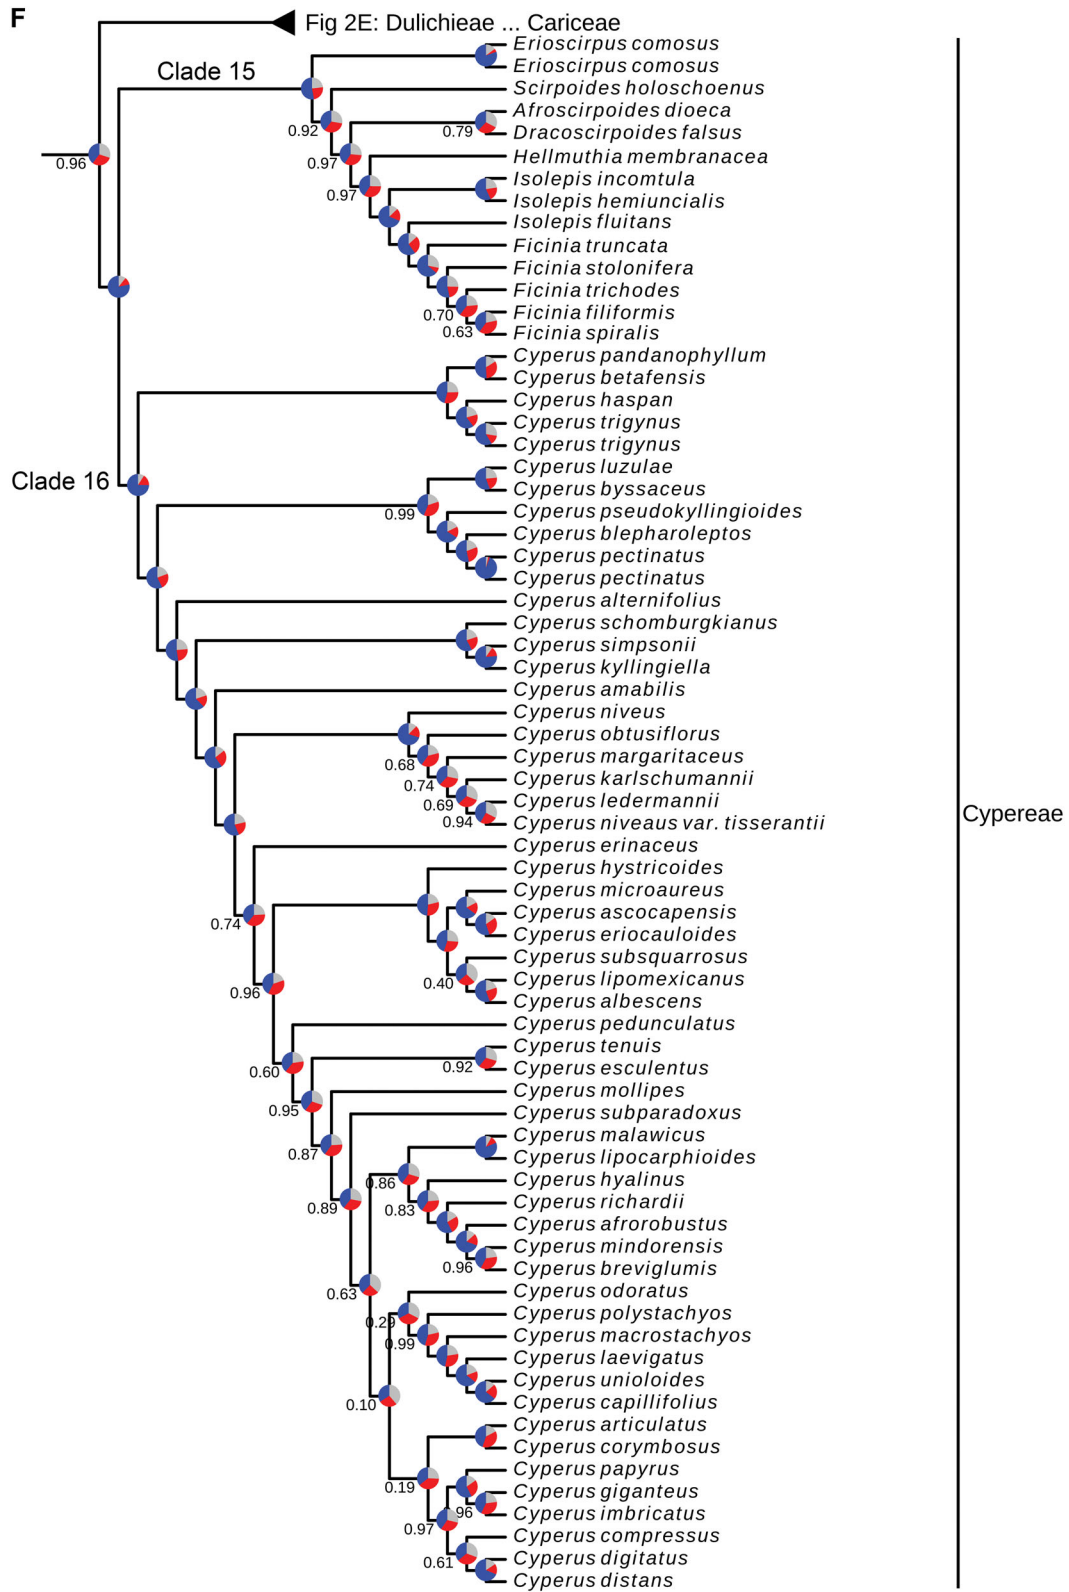 F
Fig 2E: Dulichieae ... Cariceae
Erioscirpus comosus
Erioscirpus comosus
Clade 15
Scirpoides holoschoenus
Afroscirpoides dioeca
0.92
0.79
Dracoscirpoides falsus
0.96
0.97
Hellmuthia membranacea
Isolepis incomtula
0.97
Isolepis hemiuncialis
Isolepis fluitans
Ficinia truncata
Ficinia stolonifera
Ficinia trichodes
0.70
Ficinia filiformis
0.63
Ficinia spiralis
Cyperus pandanophyllum
Cyperus betafensis
Cyperus haspan
Cyperus trigynus
Cyperus trigynus
Cyperus luzulae
Clade 16
Cyperus byssaceus
0.99
Cyperus pseudokyllingioides
Cyperus blepharoleptos
Cyperus pectinatus
Cyperus pectinatus
Cyperus alternifolius
Cyperus schomburgkianus
Cyperus simpsonii
Cyperus kyllingiella
Cyperus amabilis
Cyperus niveus
Cyperus obtusiflorus
0.68
Cyperus margaritaceus
0.74
Cyperus karlschumannii
0.69
Cyperus ledermannii
0.94
Cyperus niveaus var. tisserantii
Cypereae
Cyperus erinaceus
Cyperus hystricoides
Cyperus microaureus
0.74
Cyperus ascocapensis
Cyperus eriocauloides
Cyperus subsquarrosus
0.96
0.40
Cyperus lipomexicanus
Cyperus albescens
Cyperus pedunculatus
Cyperus tenuis
0.60
0.92
Cyperus esculentus
Cyperus mollipes
0.95
Cyperus subparadoxus
Cyperus malawicus
0.87
Cyperus lipocarphioides
0.86
Cyperus hyalinus
0.89
0.83
Cyperus richardii
Cyperus afrorobustus
Cyperus mindorensis
0.96
Cyperus breviglumis
0.63
Cyperus odoratus
0.29
Cyperus polystachyos
0.99
Cyperus macrostachyos
Cyperus laevigatus
Cyperus unioloides
0.10
Cyperus capillifolius
Cyperus articulatus
Cyperus corymbosus
Cyperus papyrus
0.19
Cyperus giganteus
0.96
Cyperus imbricatus
0.97
Cyperus compressus
0.61
Cyperus digitatus
Cyperus distans